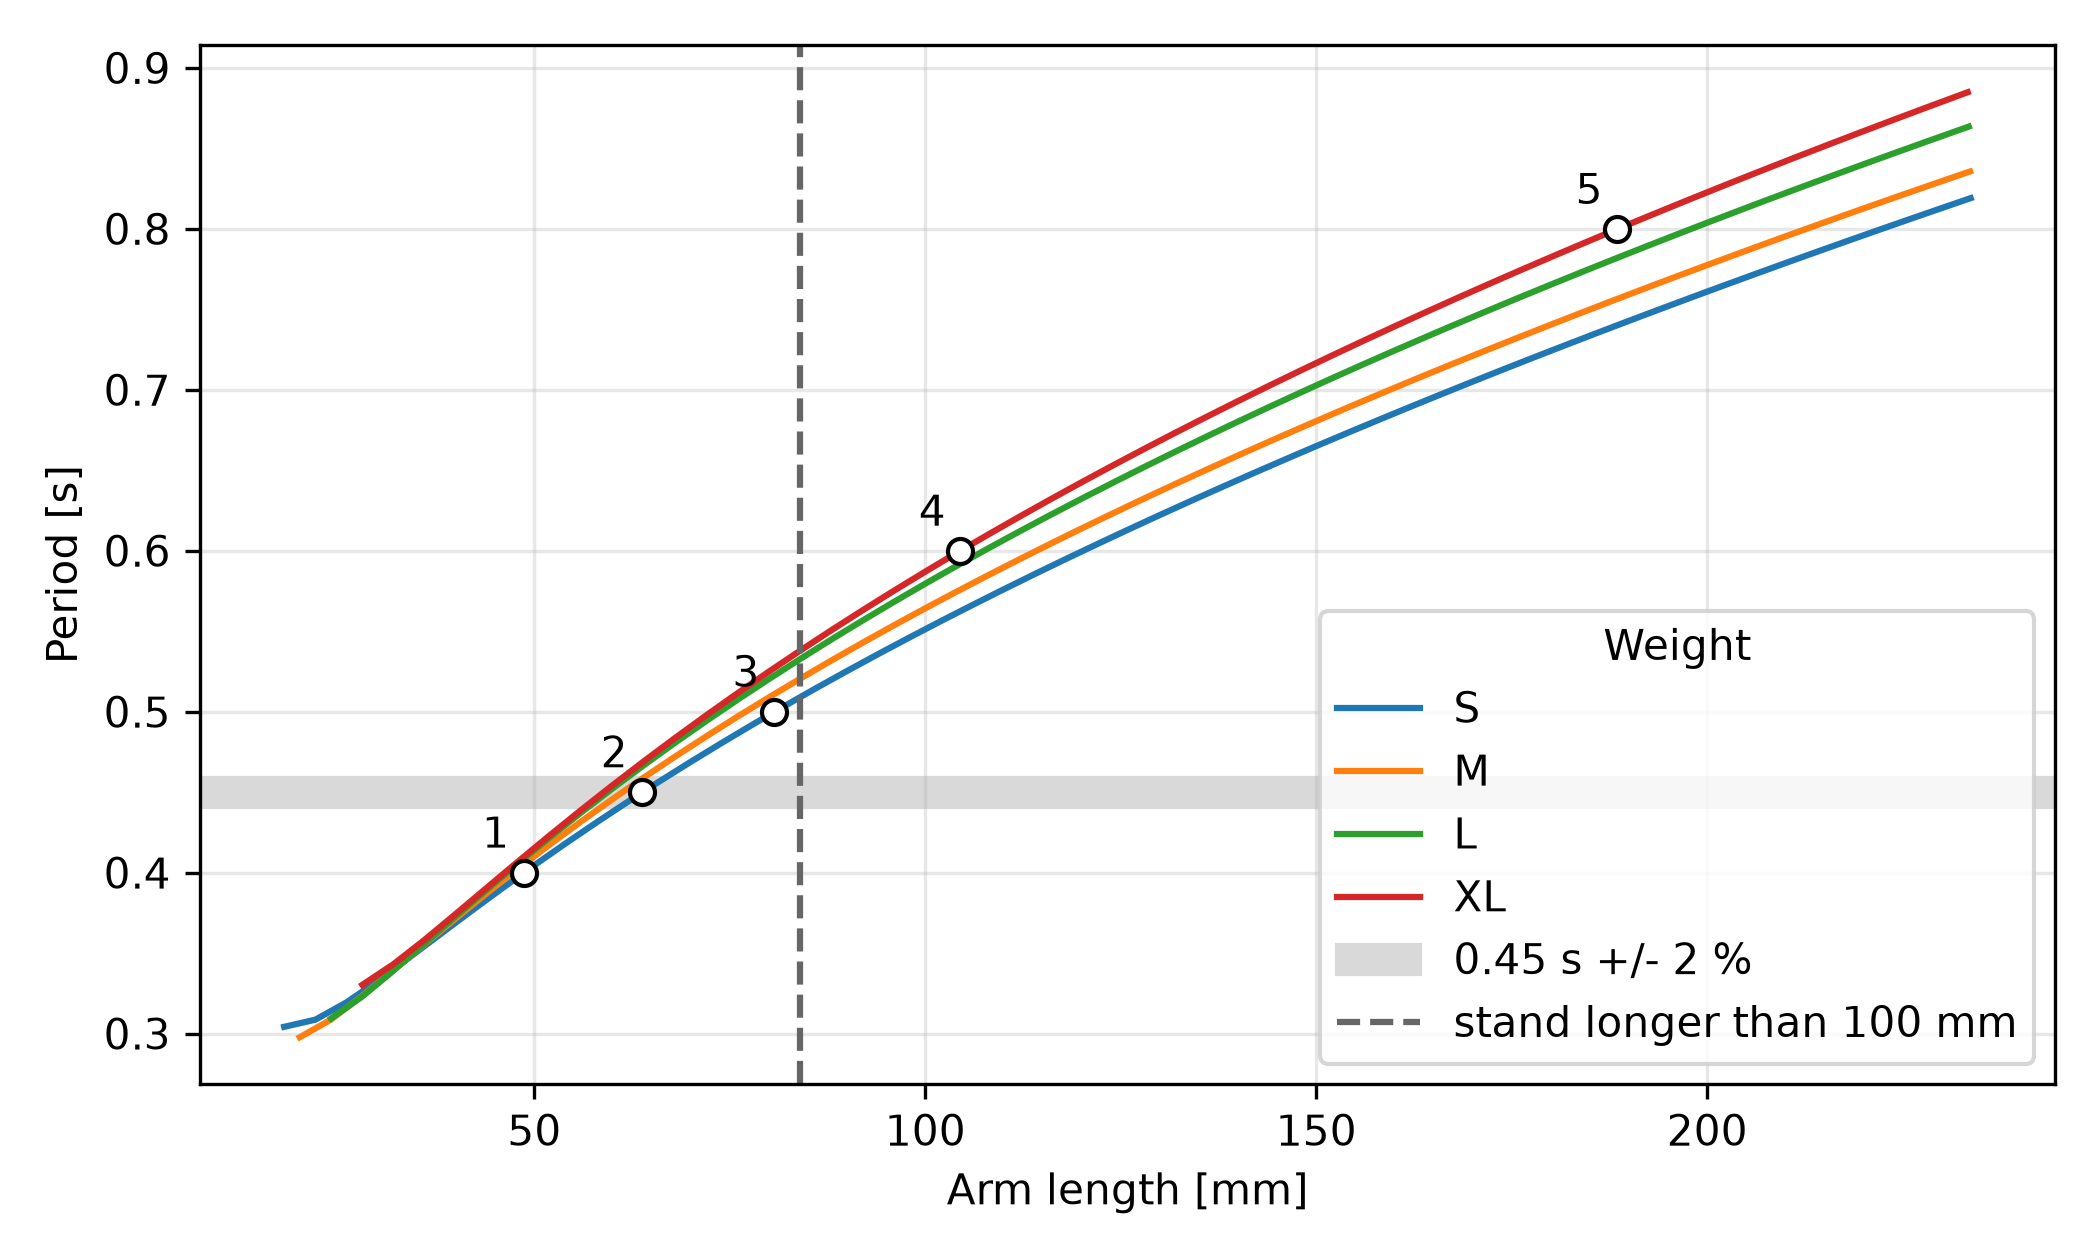 0.9
0.8
0.7
0.6
0.5
0.4
0.3
Period [s]
50
100
150
200
Arm length [mm]
1
2
3
4
5
Weight
S
M
L
XL
0.45 s +/- 2 %
stand longer than 100 mm